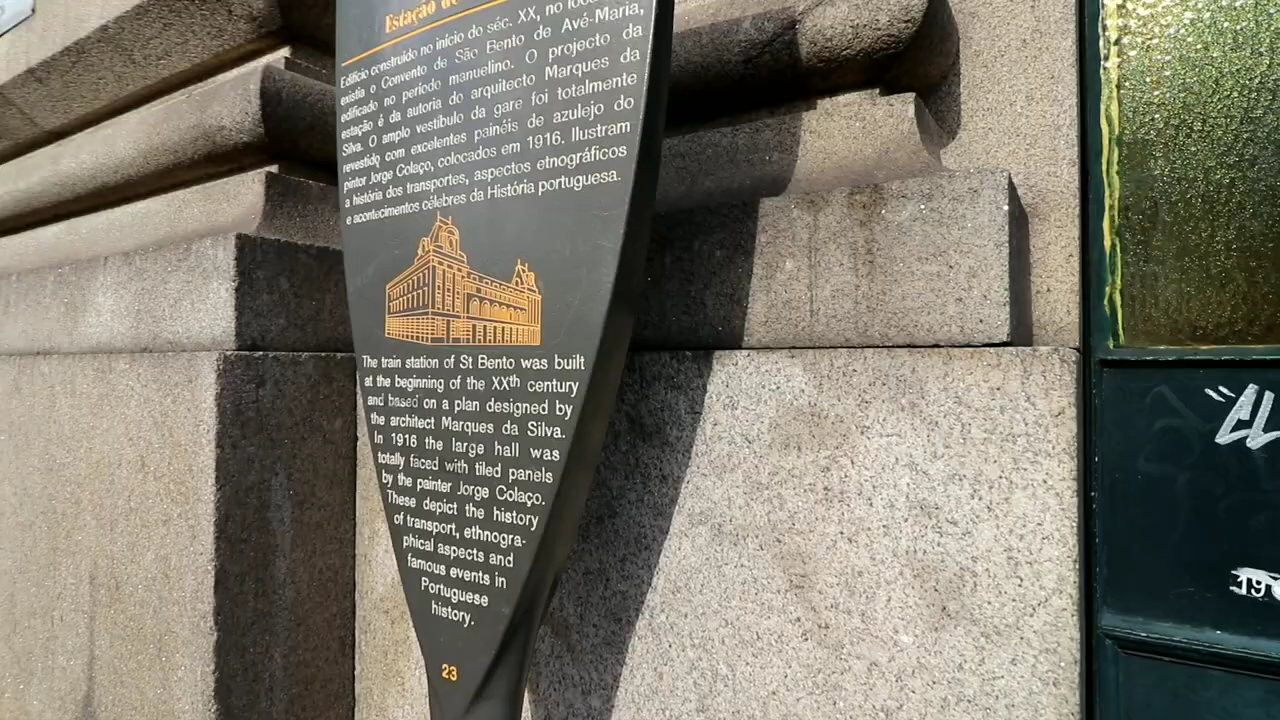 Estação de
Edifício construído no início do séc. XX, no
existia o Convento de São Bento de Avé-Maria,
edificado no período manuelino. O projecto da
estação é da autoria do arquitecto Marques da
Silva. O amplo vestíbulo da gare foi totalmente
revestido com excelentes painéis de azulejo do
pintor Jorge Colaço, colocados em 1916. Ilustram
a história dos transportes, aspectos etnográficos
e acontecimentos célebres da História portuguesa.
The train station of St Bento was built
at the beginning of the XXth century
and based on a plan designed by
the architect Marques da Silva.
In 1916 the large hall was
totally faced with tiled panels
by the painter Jorge Colaço.
These depict the history
of transport, ethnogra-
phical aspects and
famous events in
Portuguese
history.
23